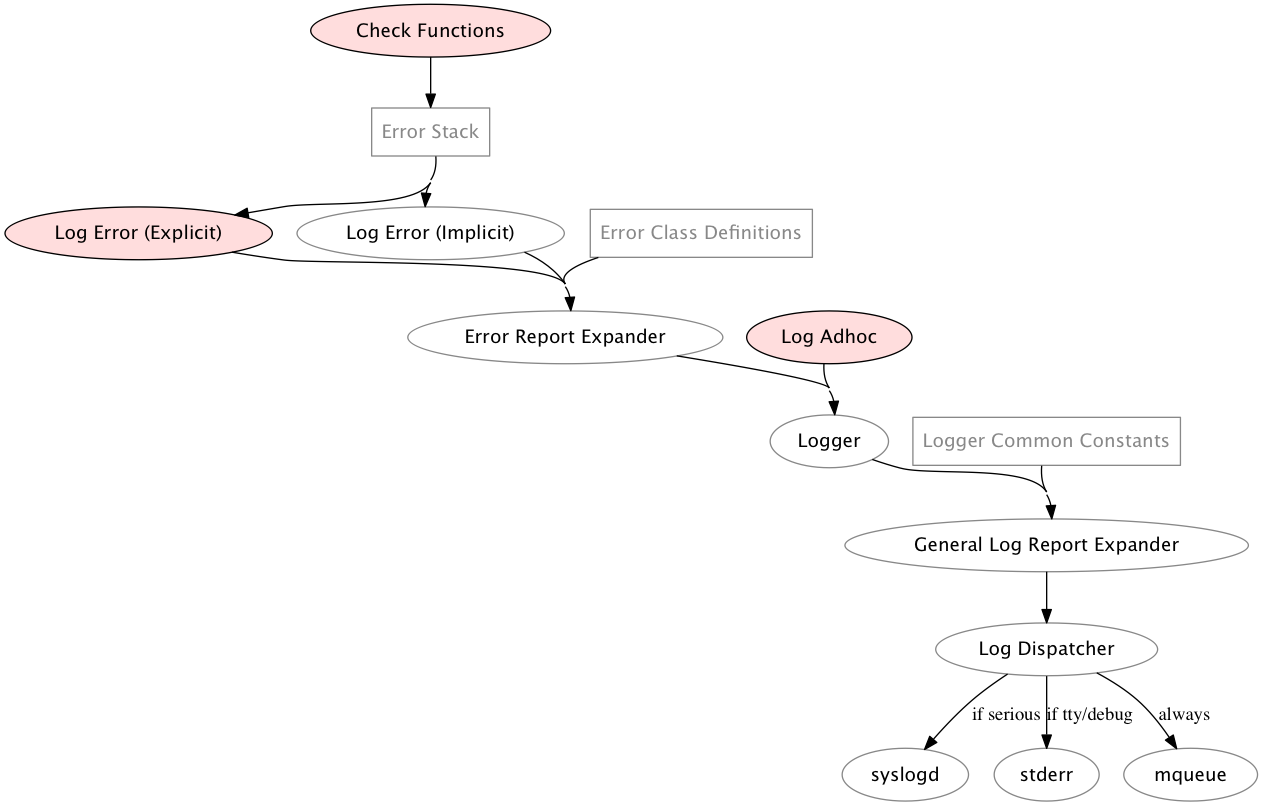 Check Functions
Error Stack
Log Error (Explicit)
Log Error (Implicit)
Error Class Definitions
Error Report Expander
Log Adhoc
Logger
Logger Common Constants
General Log Report Expander
Log Dispatcher
if serious
if tty/debug
always
syslogd
stderr
mqueue